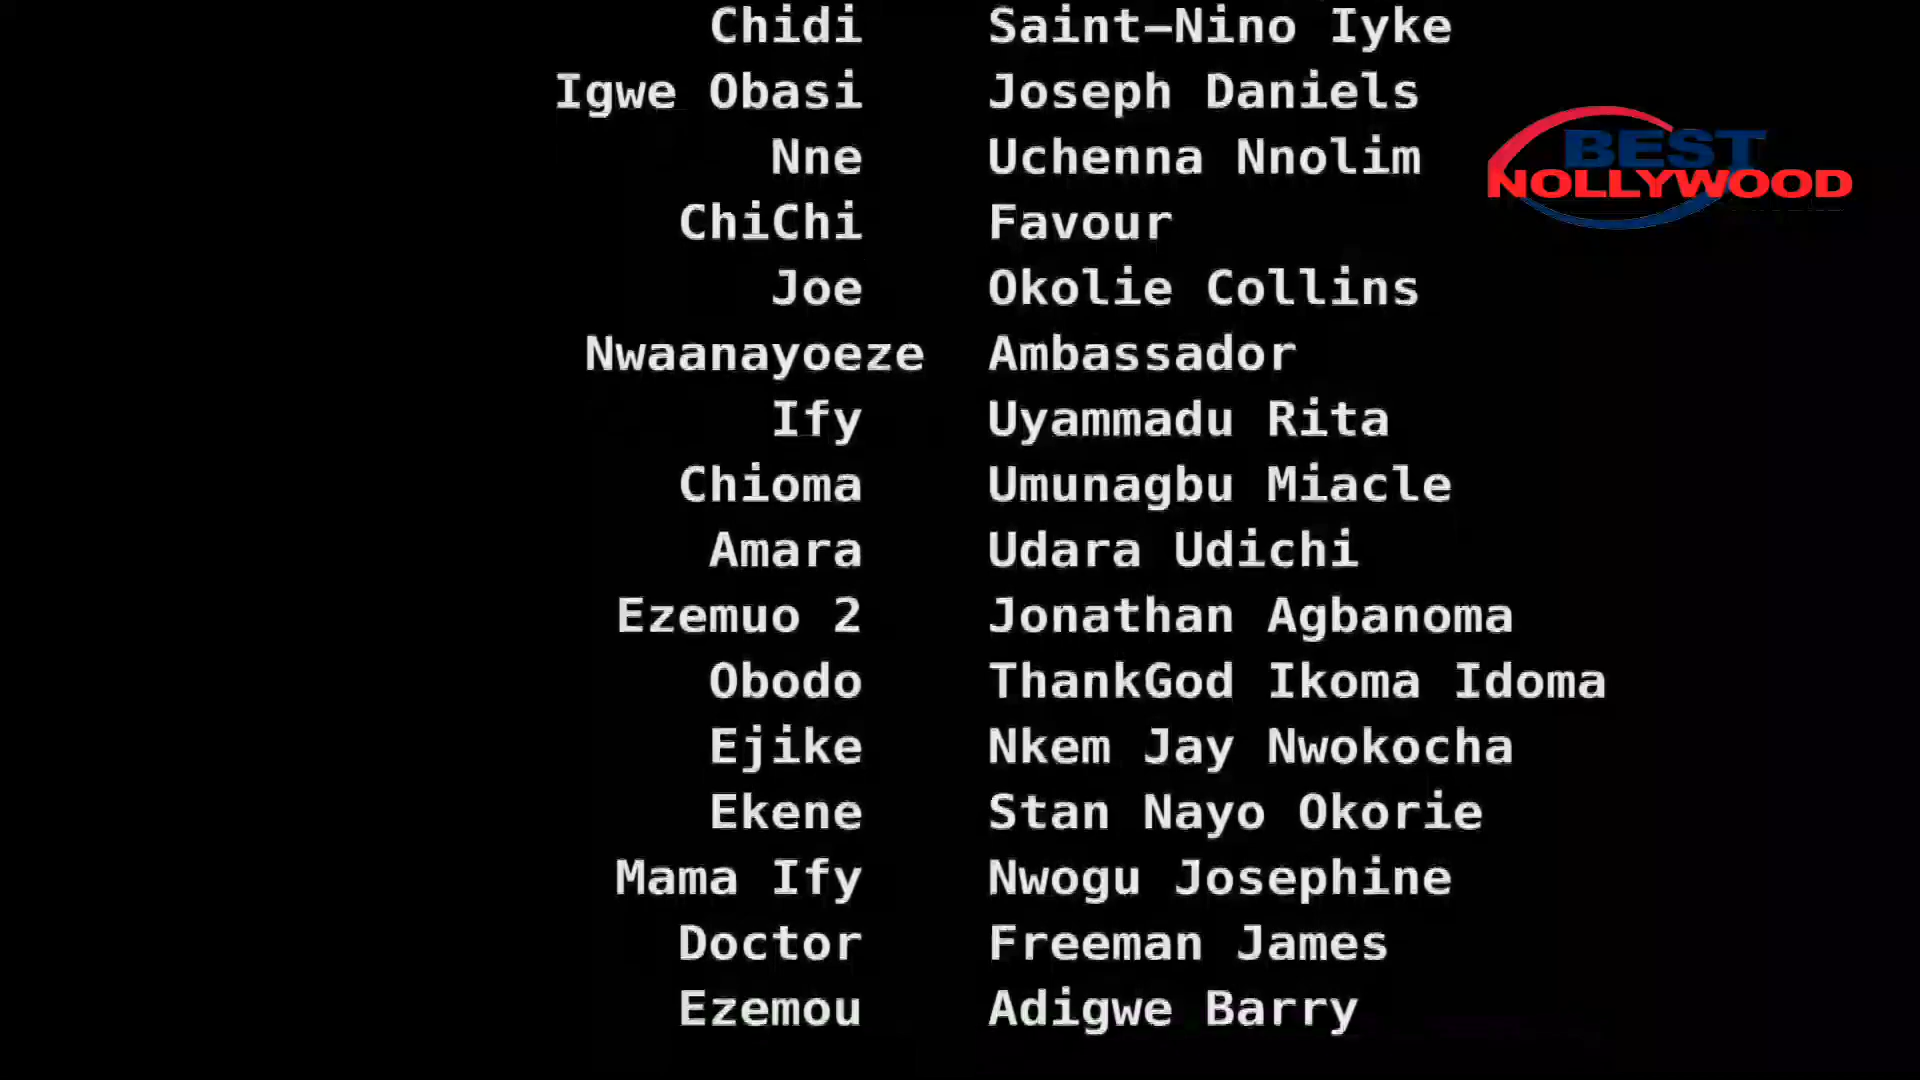 Chidi Saint-Nino Iyke
Igwe Obasi Joseph Daniels
Nne Uchenna Nnolim
ChiChi Favour
Joe Okolie Collins
Nwaanayoeze Ambassador
Ify Uyammadu Rita
Chioma Umunagbu Miacle
Amara Udara Udichi
Ezemuo 2 Jonathan Agbanoma
Obodo ThankGod Ikoma Idoma
Ejike Nkem Jay Nwokocha
Ekene Stan Nayo Okorie
Mama Ify Nwogu Josephine
Doctor Freeman James
Ezemou Adigwe Barry
BEST
NOLLYWOOD